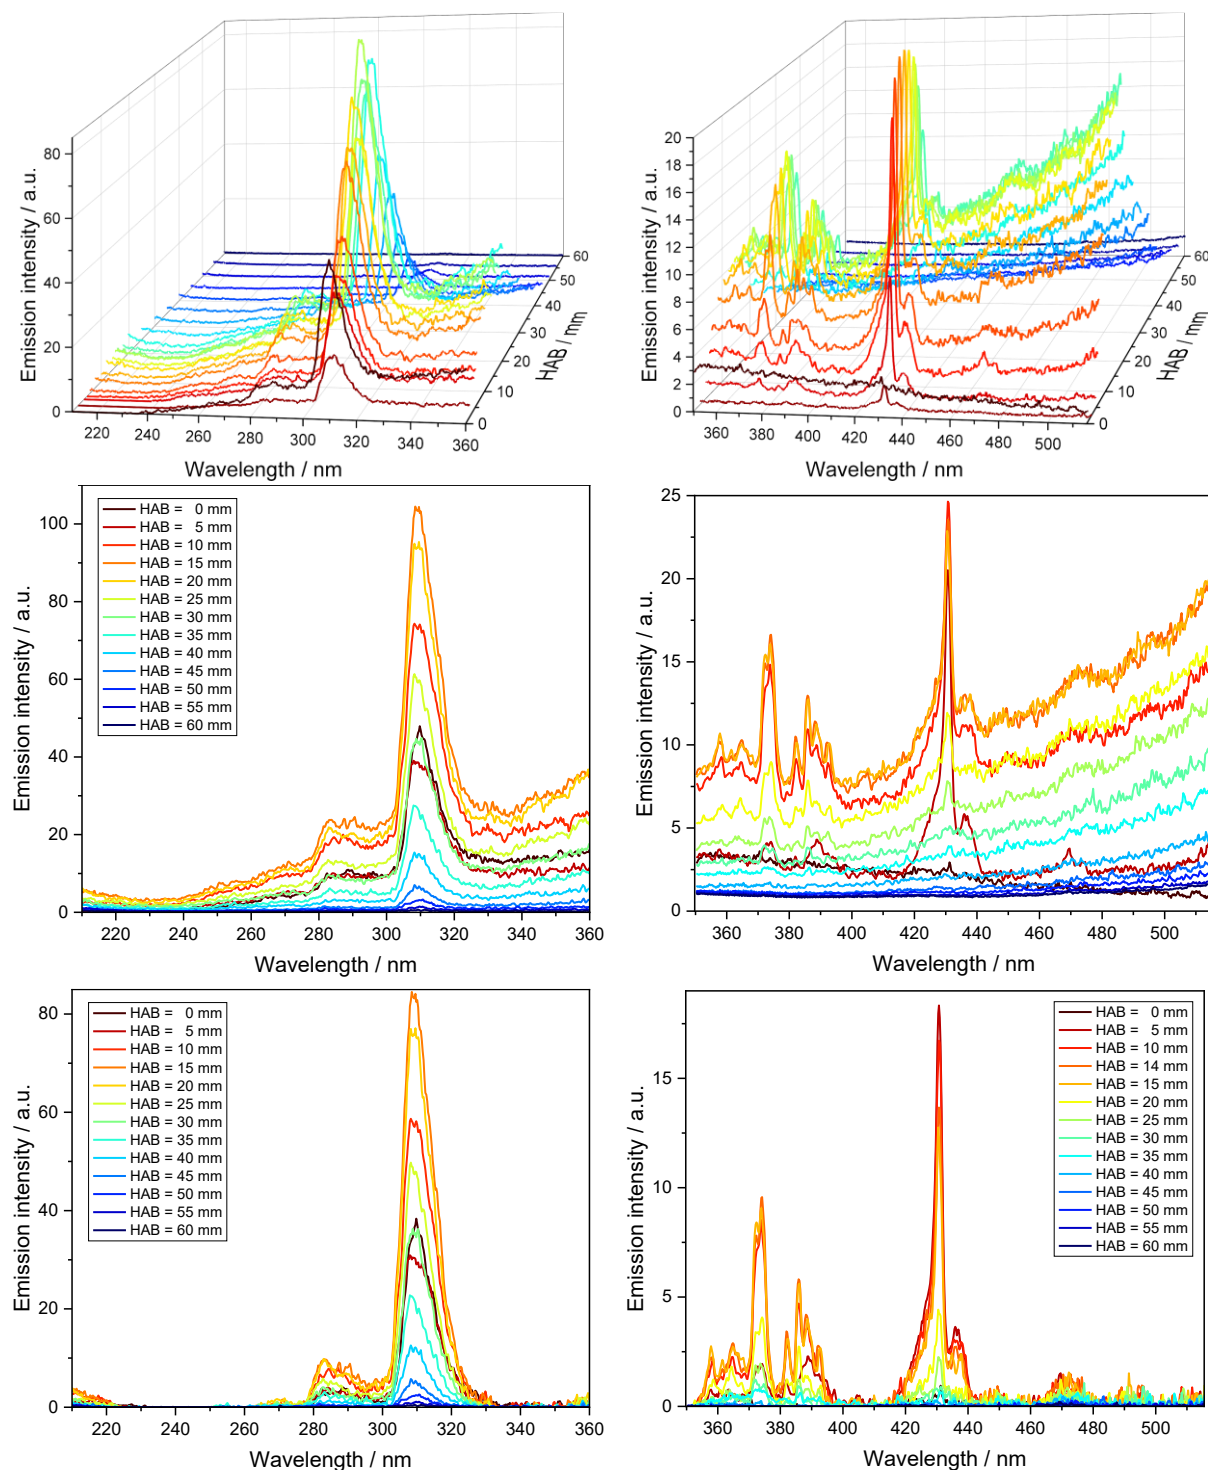 Emission intensity / a.u.
80
60
40
20
0
220
240
260
280
300
320
340
360
Wavelength / nm
0
10
20
30
40
50
60
HAB / mm
Emission intensity / a.u.
20
18
16
14
12
10
8
6
4
2
0
360
380
400
420
440
460
480
500
Wavelength / nm
0
10
20
30
40
50
60
HAB / mm
Emission intensity / a.u.
100
80
60
40
20
0
HAB = 0 mm
HAB = 5 mm
HAB = 10 mm
HAB = 15 mm
HAB = 20 mm
HAB = 25 mm
HAB = 30 mm
HAB = 35 mm
HAB = 40 mm
HAB = 45 mm
HAB = 50 mm
HAB = 55 mm
HAB = 60 mm
220 240 260 280 300 320 340 360
Wavelength / nm
Emission intensity / a.u.
25
20
15
10
5
0
360 380 400 420 440 460 480 500
Wavelength / nm
Emission intensity / a.u.
80
60
40
20
0
HAB = 0 mm
HAB = 5 mm
HAB = 10 mm
HAB = 15 mm
HAB = 20 mm
HAB = 25 mm
HAB = 30 mm
HAB = 35 mm
HAB = 40 mm
HAB = 45 mm
HAB = 50 mm
HAB = 55 mm
HAB = 60 mm
220 240 260 280 300 320 340 360
Wavelength / nm
Emission intensity / a.u.
15
10
5
0
HAB = 0 mm
HAB = 5 mm
HAB = 10 mm
HAB = 14 mm
HAB = 15 mm
HAB = 20 mm
HAB = 25 mm
HAB = 30 mm
HAB = 35 mm
HAB = 40 mm
HAB = 45 mm
HAB = 50 mm
HAB = 55 mm
HAB = 60 mm
360 380 400 420 440 460 480 500
Wavelength / nm